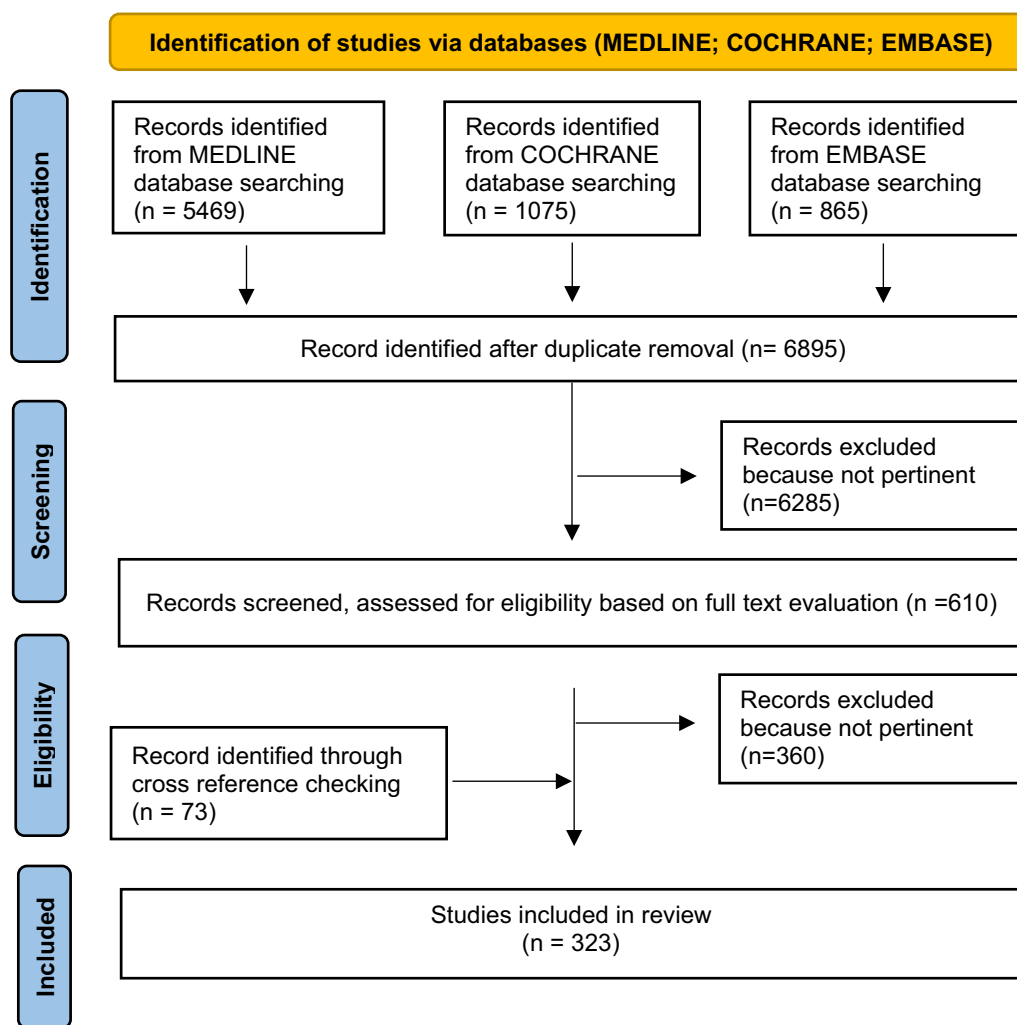 Identification of studies via databases (MEDLINE; COCHRANE; EMBASE)
Identification
Records identified
from MEDLINE
database searching
(n = 5469)
Records identified
from COCHRANE
database searching
(n = 1075)
Records identified
from EMBASE
database searching
(n = 865)
Record identified after duplicate removal (n= 6895)
Screening
Records excluded
because not pertinent
(n=6285)
Records screened, assessed for eligibility based on full text evaluation (n =610)
Eligibility
Records excluded
because not pertinent
(n=360)
Record identified through
cross reference checking
(n = 73)
Included
Studies included in review
(n = 323)